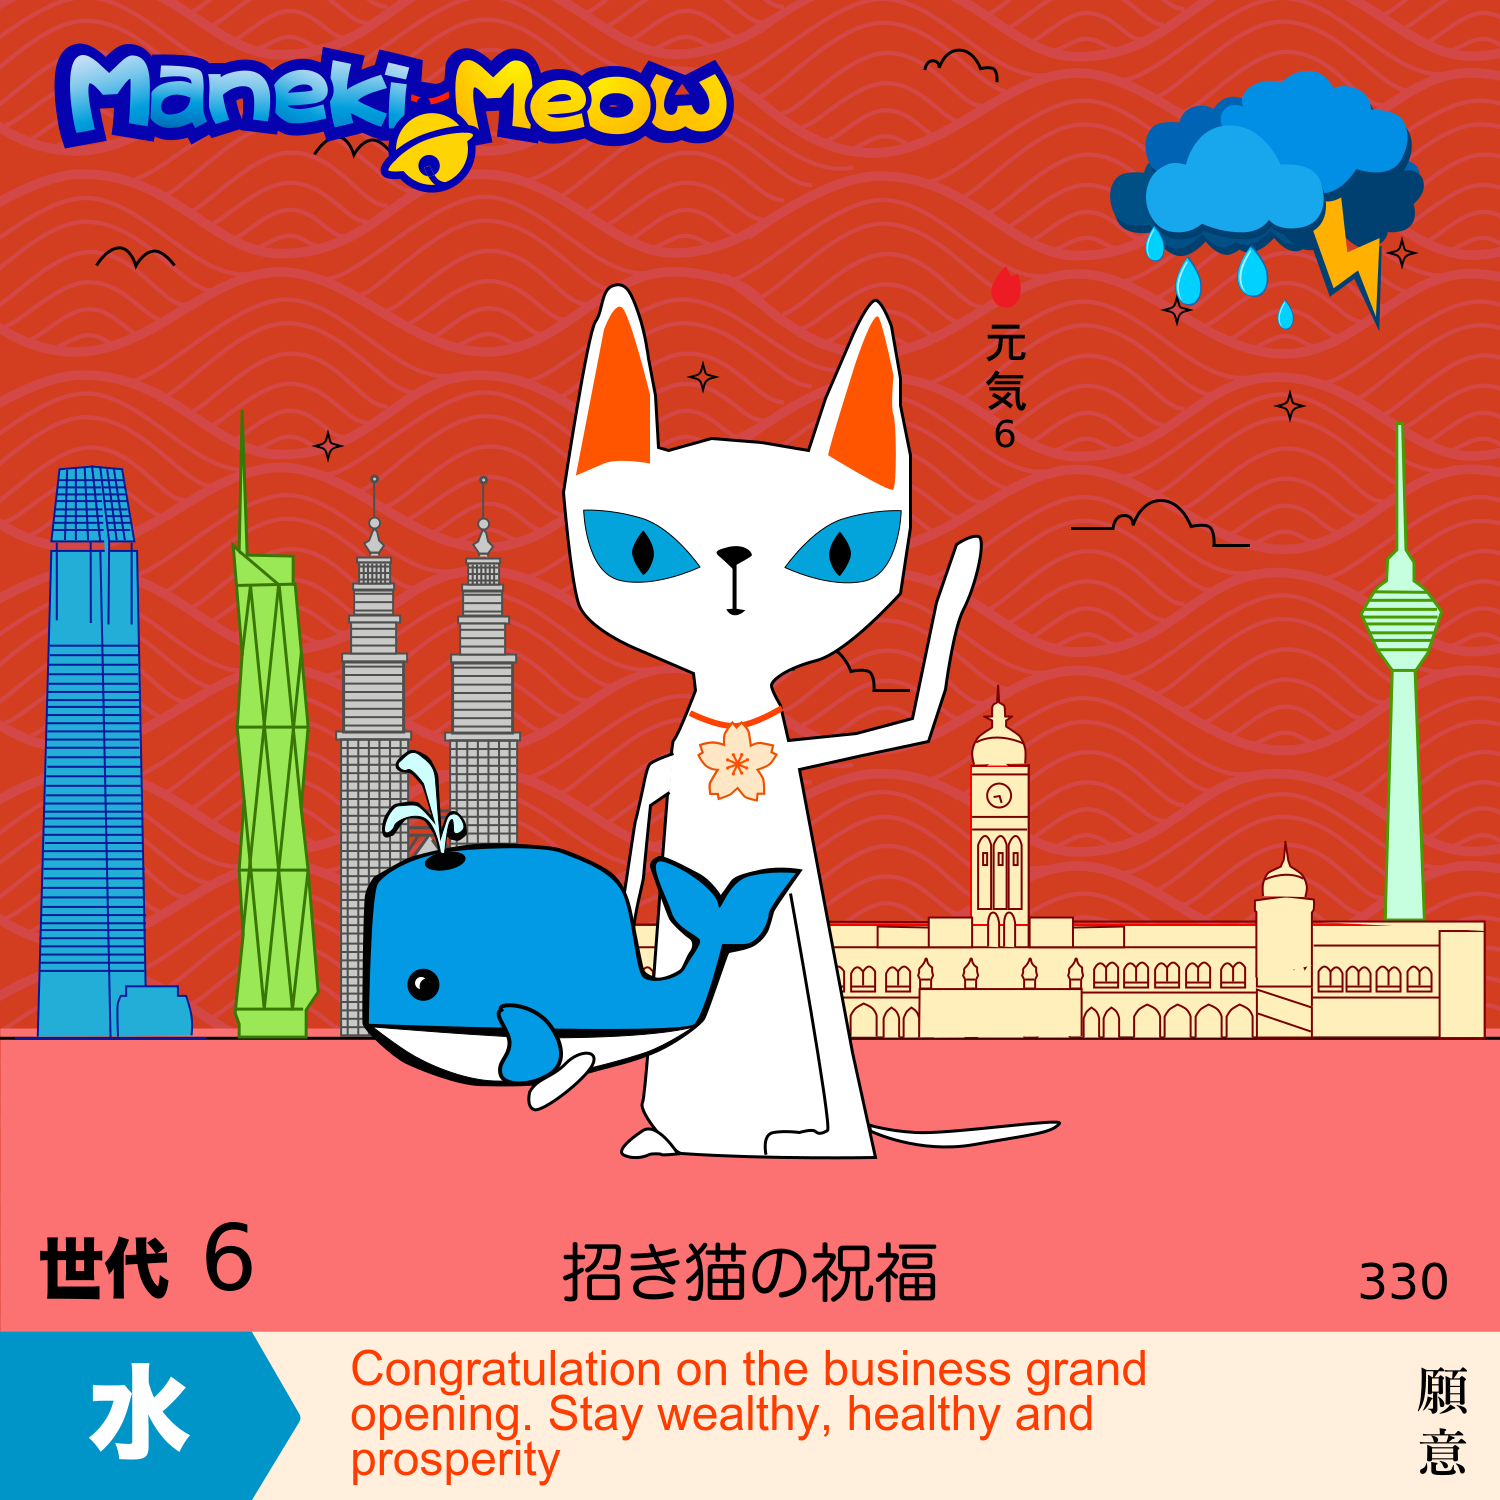 Maneki Meow
元気6
世代 6
招き猫の祝福
330
水
Congratulation on the business grand
opening. Stay wealthy, healthy and
prosperity
願意